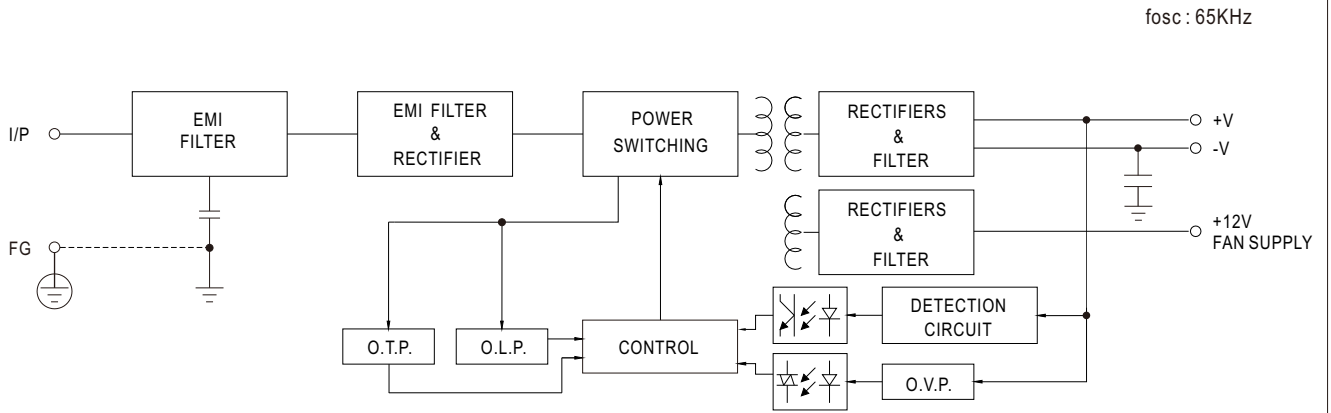 fosc : 65KHz
I/P
EMI
FILTER
EMI FILTER
&
RECTIFIER
POWER
SWITCHING
RECTIFIERS
&
FILTER
+V
-V
RECTIFIERS
&
FILTER
+12V
FAN SUPPLY
FG
O.T.P.
O.L.P.
CONTROL
DETECTION
CIRCUIT
O.V.P.